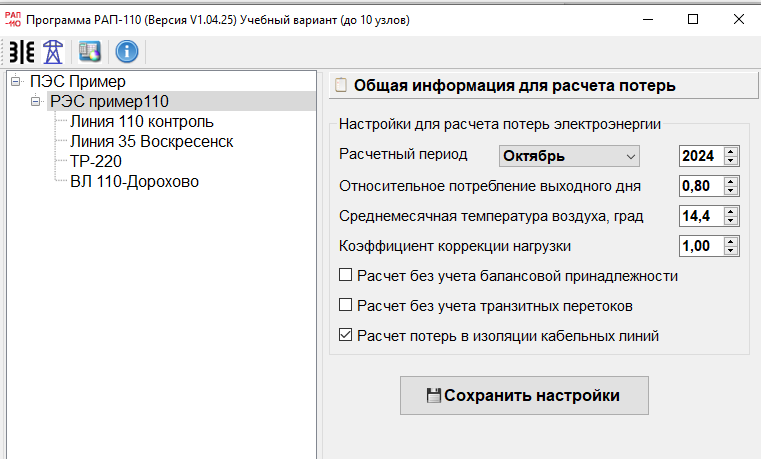 РАП
-110
Программа РАП-110 (Версия V1.04.25) Учебный вариант (до 10 узлов)
ПЭС Пример
РЭС пример110
Линия 110 контроль
Линия 35 Воскресенск
ТР-220
ВЛ 110-Дорохово
Общая информация для расчета потерь
Настройки для расчета потерь электроэнергии
Расчетный период Октябрь 2024
Относительное потребление выходного дня 0,80
Среднемесячная температура воздуха, град 14,4
Коэффициент коррекции нагрузки 1,00
Расчет без учета балансовой принадлежности
Расчет без учета транзитных перетоков
Расчет потерь в изоляции кабельных линий
Сохранить настройки